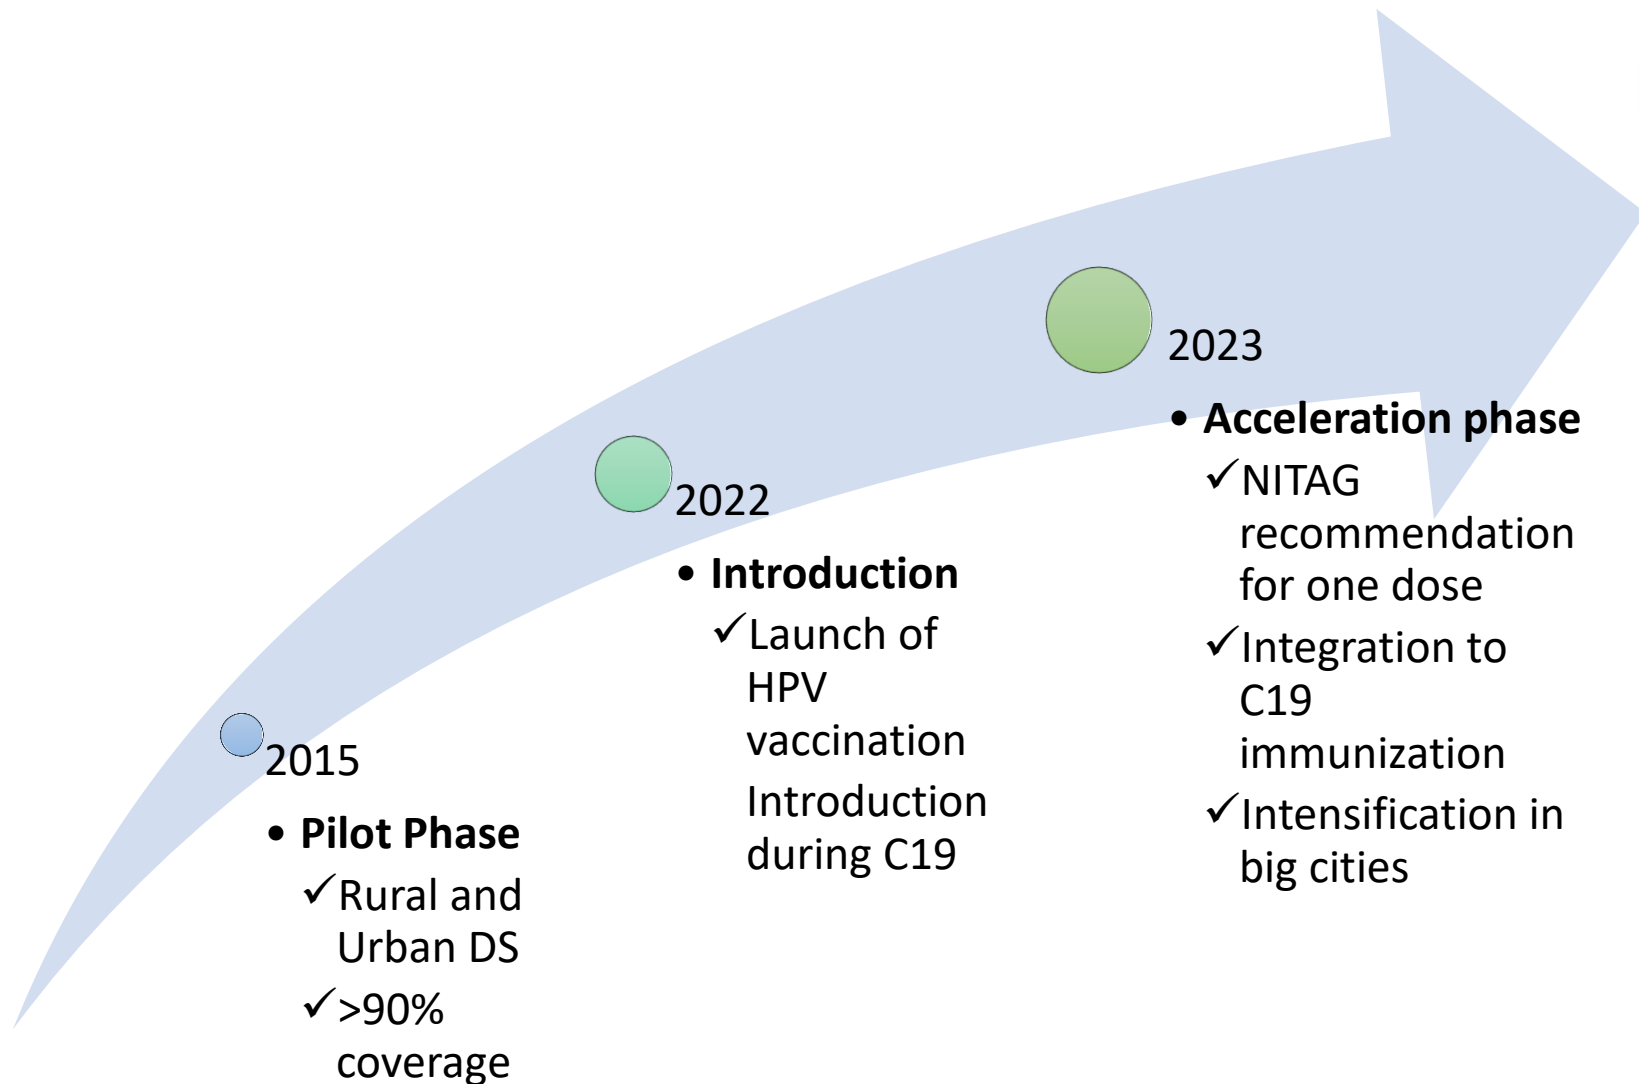 2015
• Pilot Phase
✓Rural and
Urban DS
✓>90%
coverage
2022
• Introduction
✓Launch of
HPV
vaccination
Introduction
during C19
2023
• Acceleration phase
✓NITAG
recommendation
for one dose
✓Integration to
C19
immunization
✓Intensification in
big cities